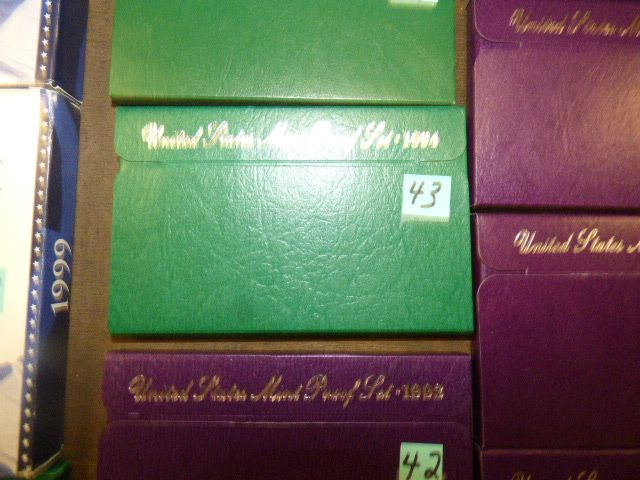 United States
United States Mint Proof Set · 1994
43
United States
1999
United States Mint Proof Set · 1992
42